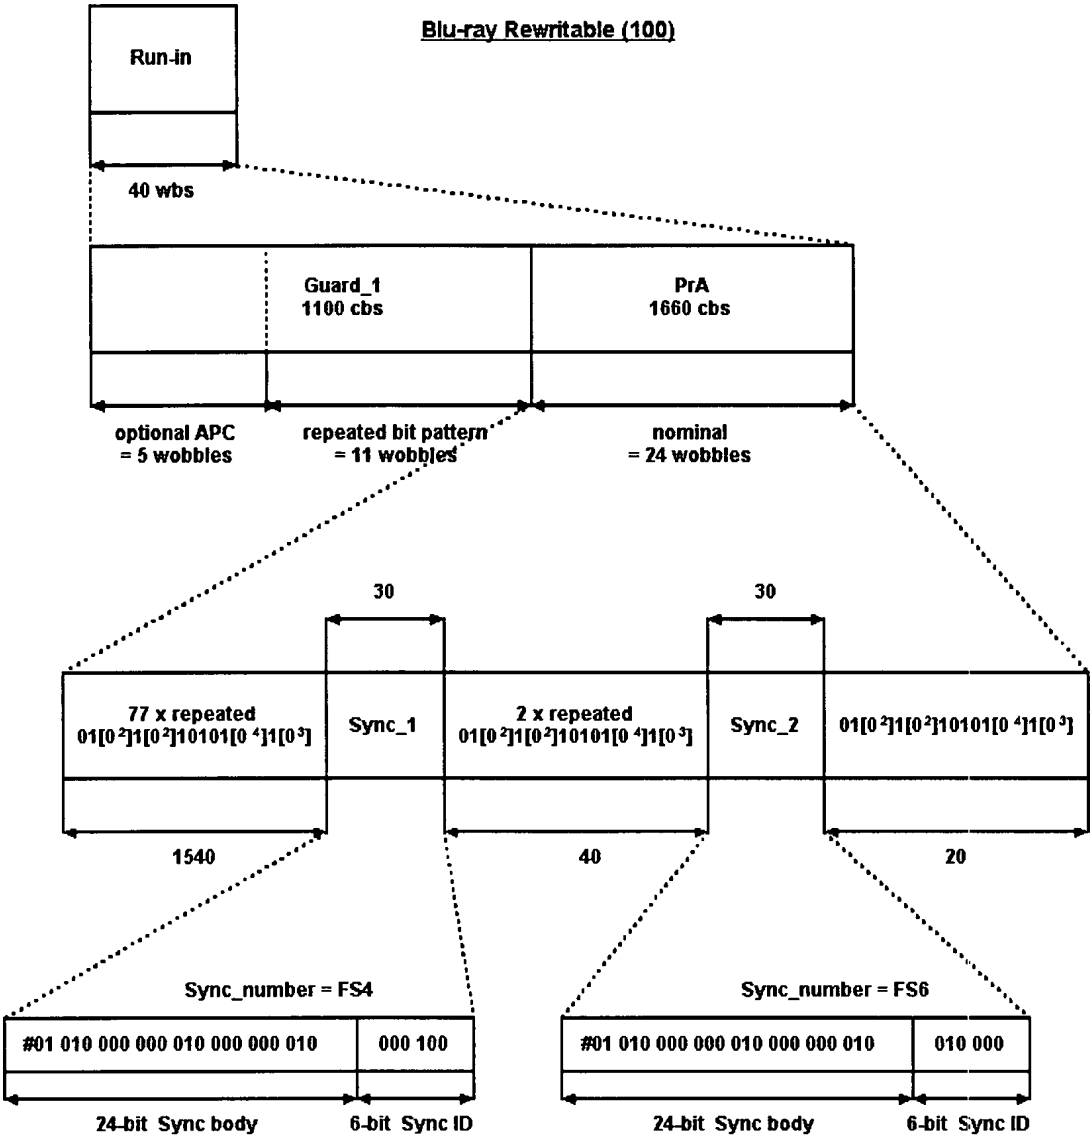 Blu-ray Rewritable (100)
Run-in
40 wbs
Guard_1
1100 cbs
PrA
1660 cbs
optional APC
= 5 wobbles
repeated bit pattern
= 11 wobbles
nominal
= 24 wobbles
30
30
77 x repeated
01[0²]1[0²]10101[0⁴]1[0³]
Sync_1
2 x repeated
01[0²]1[0²]10101[0⁴]1[0³]
Sync_2
01[0²]1[0²]10101[0⁴]1[0³]
1540
40
20
Sync_number = FS4
Sync_number = FS6
#01 010 000 000 010 000 000 010
000 100
#01 010 000 000 010 000 000 010
010 000
24-bit Sync body
6-bit Sync ID
24-bit Sync body
6-bit Sync ID